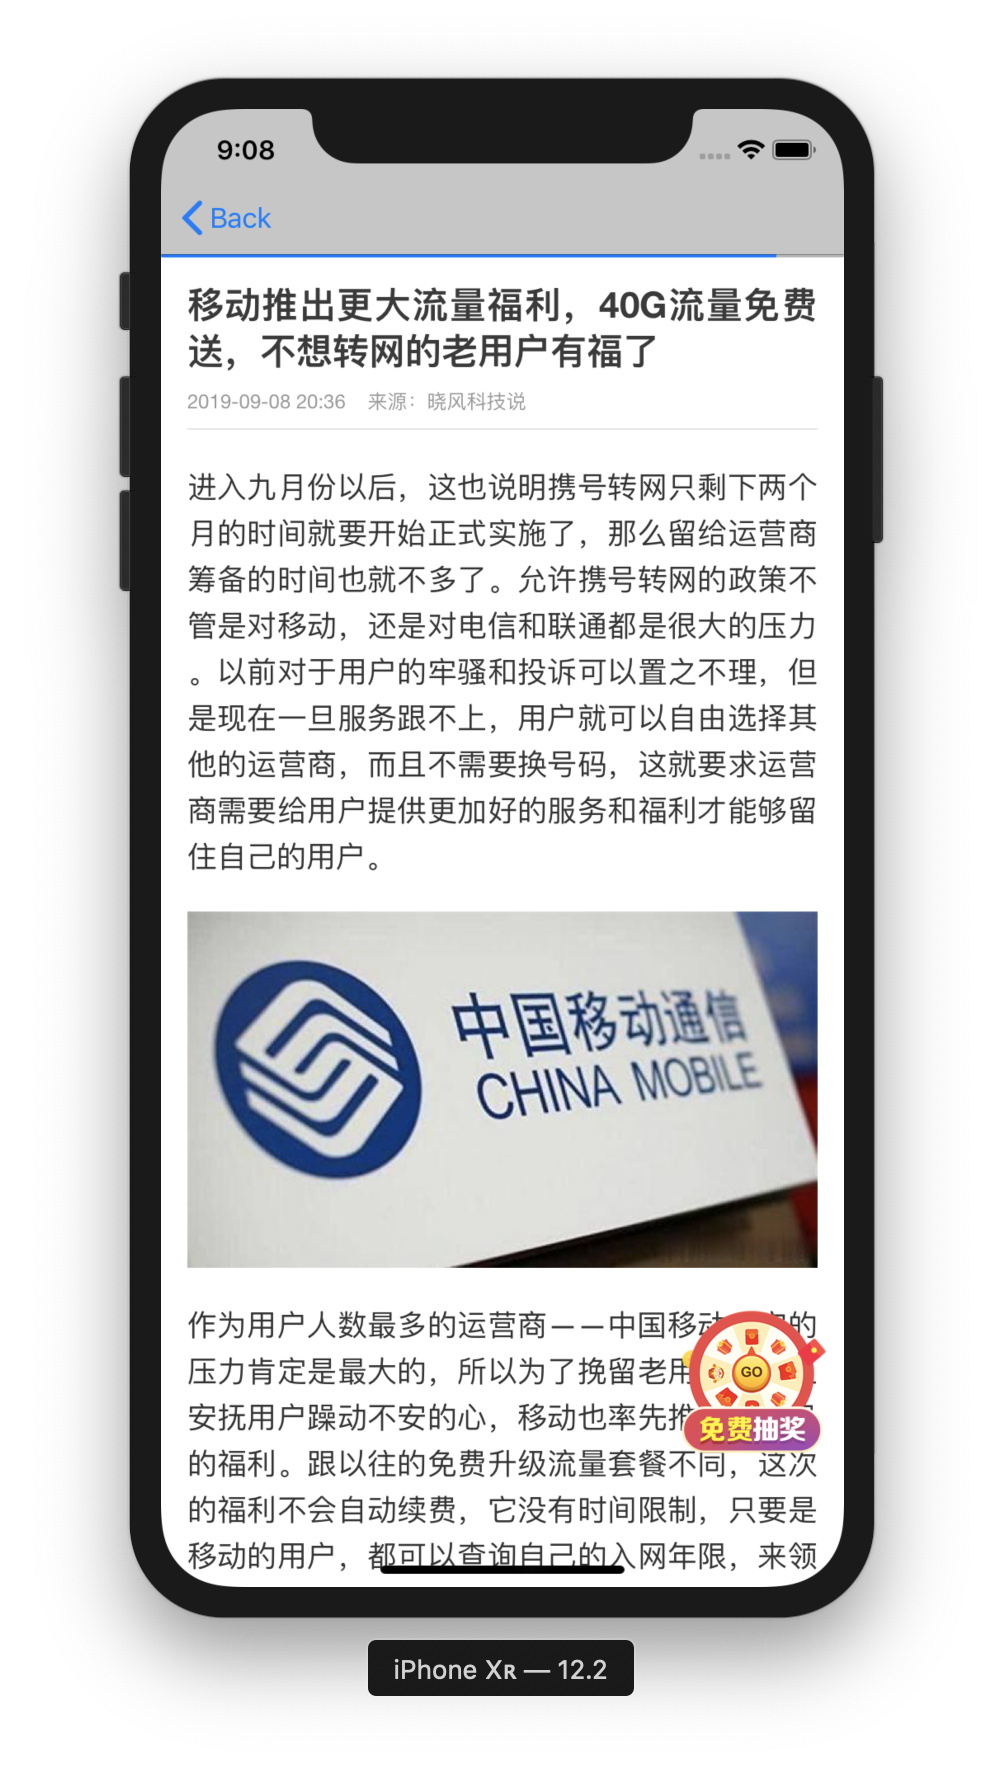 9:08
Back
移动推出更大流量福利，40G流量免费
送，不想转网的老用户有福了
2019-09-08 20:36 来源：晓风科技说
进入九月份以后，这也说明携号转网只剩下两个
月的时间就要开始正式实施了，那么留给运营商
筹备的时间也就不多了。允许携号转网的政策不
管是对移动，还是对电信和联通都是很大的压力
。以前对于用户的牢骚和投诉可以置之不理，但
是现在一旦服务跟不上，用户就可以自由选择其
他的运营商，而且不需要换号码，这就要求运营
商需要给用户提供更加好的服务和福利才能够留
住自己的用户。
中国移动通信
CHINA MOBILE
作为用户人数最多的运营商——中国移动 的
压力肯定是最大的，所以为了挽留老用
安抚用户躁动不安的心，移动也率先推
的福利。跟以往的免费升级流量套餐不同，这次
的福利不会自动续费，它没有时间限制，只要是
移动的用户，都可以查询自己的入网年限，来领
GO
免费抽奖
iPhone XR — 12.2